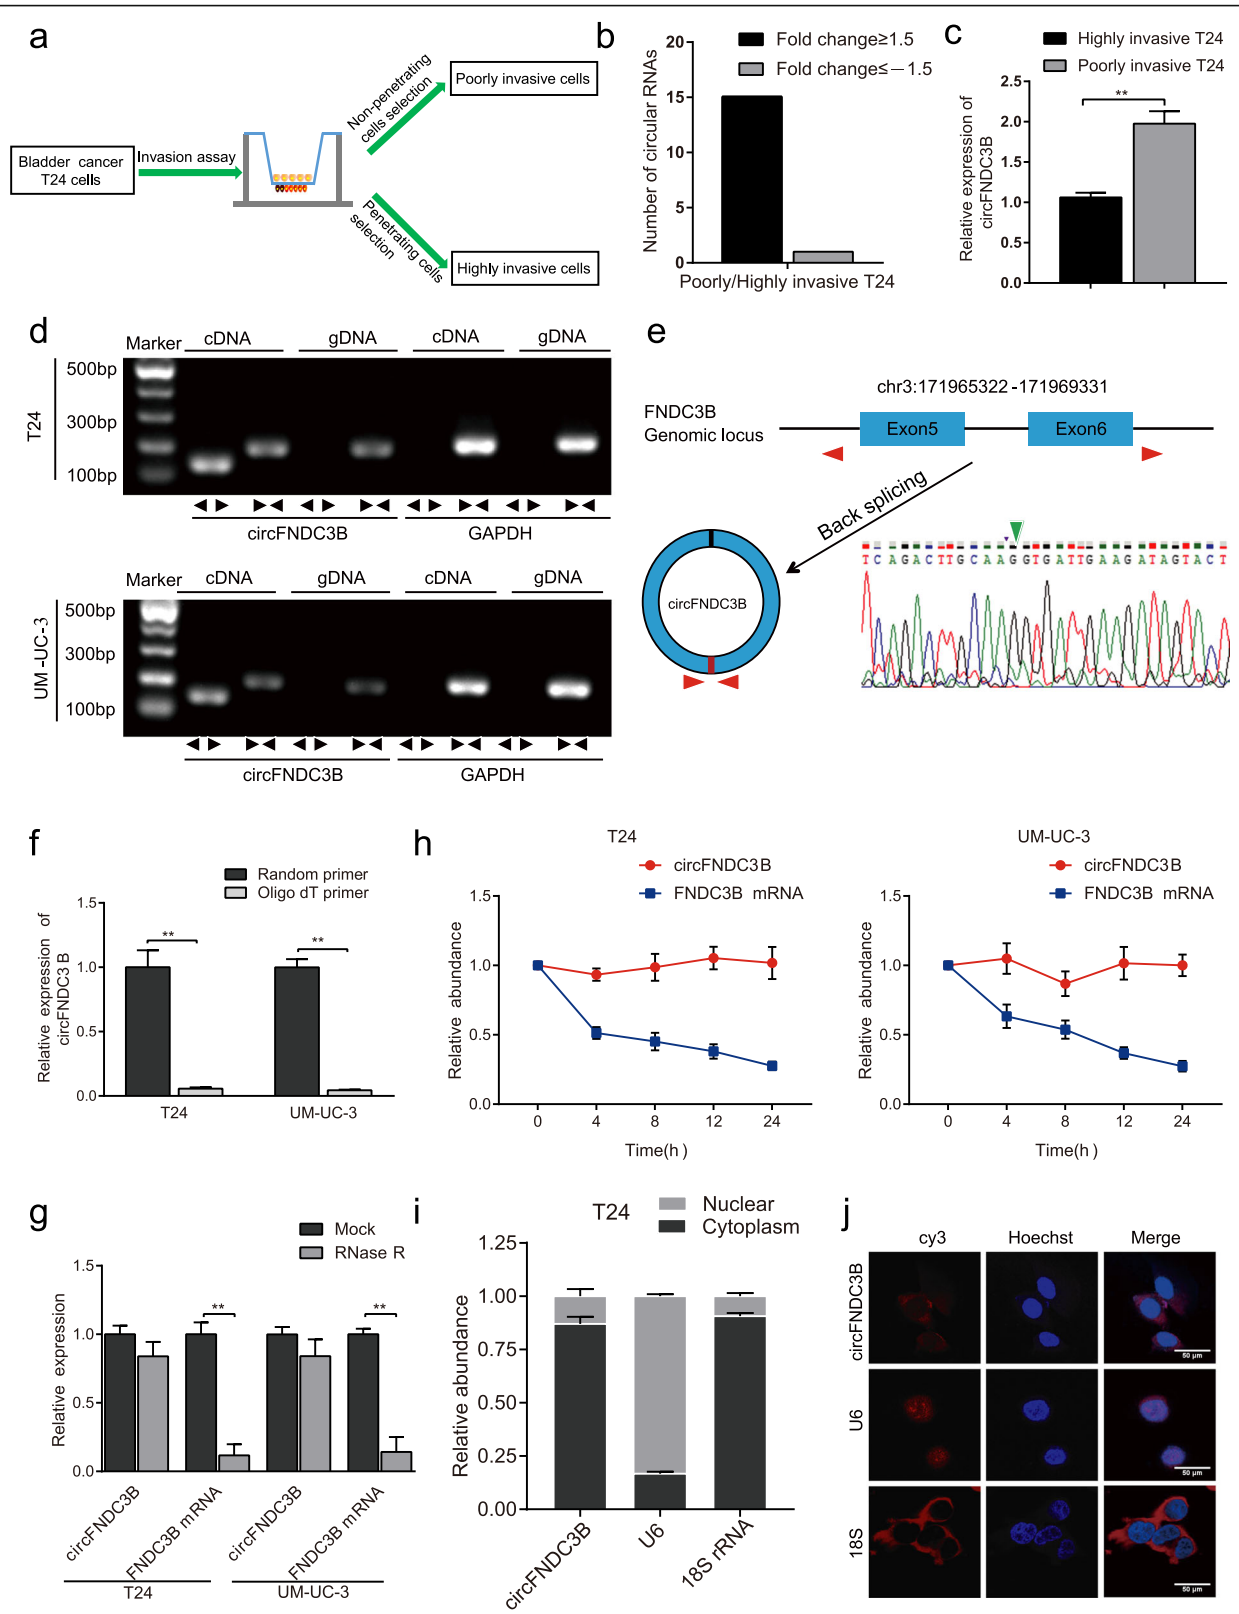 a
Bladder cancer
T24 cells
Invasion assay
Non-penetrating
cells selection
Penetrating cells
selection
Poorly invasive cells
Highly invasive cells
b
Fold change≥1.5
Fold change≤−1.5
Number of circular RNAs
20
15
10
5
0
Poorly/Highly invasive T24
c
Highly invasive T24
Poorly invasive T24
Relative expression of
circFNDC3B
2.5
2.0
1.5
1.0
0.5
0.0
**
d
Marker
cDNA
gDNA
cDNA
gDNA
T24
500bp
300bp
100bp
circFNDC3B
GAPDH
Marker
cDNA
gDNA
cDNA
gDNA
UM-UC-3
500bp
300bp
100bp
circFNDC3B
GAPDH
e
chr3:171965322-171969331
FNDC3B
Genomic locus
Exon5
Exon6
Back splicing
circFNDC3B
TCAGACTTGCAAGGTGATTGAAGATAGTACT
f
Random primer
Oligo dT primer
Relative expression of
circFNDC3 B
1.5
1.0
0.5
0.0
**
**
T24
UM-UC-3
h
T24
circFNDC3B
FNDC3B mRNA
Relative abundance
1.5
1.0
0.5
0.0
0
4
8
12
24
Time(h )
UM-UC-3
circFNDC3B
FNDC3B mRNA
Relative abundance
1.5
1.0
0.5
0.0
0
4
8
12
24
Time(h )
g
Mock
RNase R
Relative expression
1.5
1.0
0.5
0.0
**
**
circFNDC3B
FNDC3B mRNA
circFNDC3B
FNDC3B mRNA
T24
UM-UC-3
i
T24
Nuclear
Cytoplasm
Relative abundance
1.25
1.00
0.75
0.50
0.25
0.00
circFNDC3B
U6
18S rRNA
j
cy3
Hoechst
Merge
circFNDC3B
50 μm
U6
50 μm
18S
50 μm